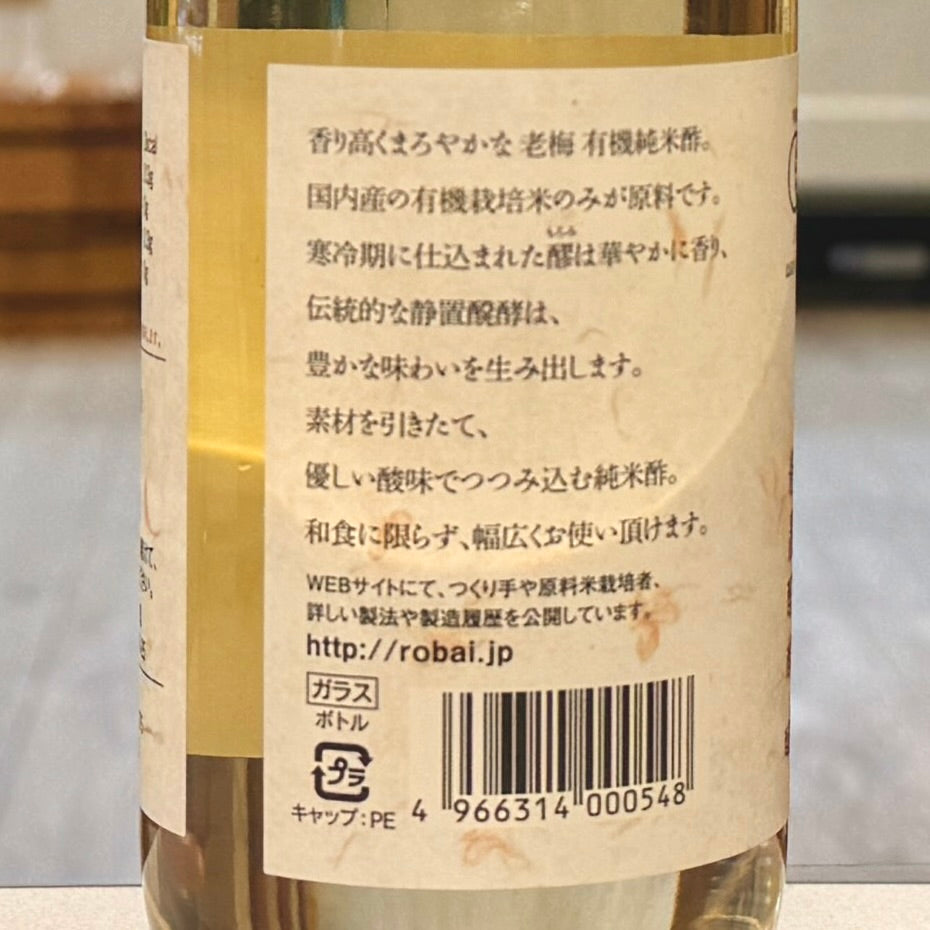 香り高くまろやかな 老梅 有機純米酢。
国内産の有機栽培米のみが原料です。
もろみ
寒冷期に仕込まれた醪は華やかに香り、
伝統的な静置醗酵は、
豊かな味わいを生み出します。
素材を引きたて、
優しい酸味でつつみ込む純米酢。
和食に限らず、幅広くお使い頂けます。
WEBサイトにて、つくり手や原料米栽培者、
詳しい製法や製造履歴を公開しています。
http://robai.jp
ガラス
ボトル
プラ
キャップ:PE
4 966314 000548